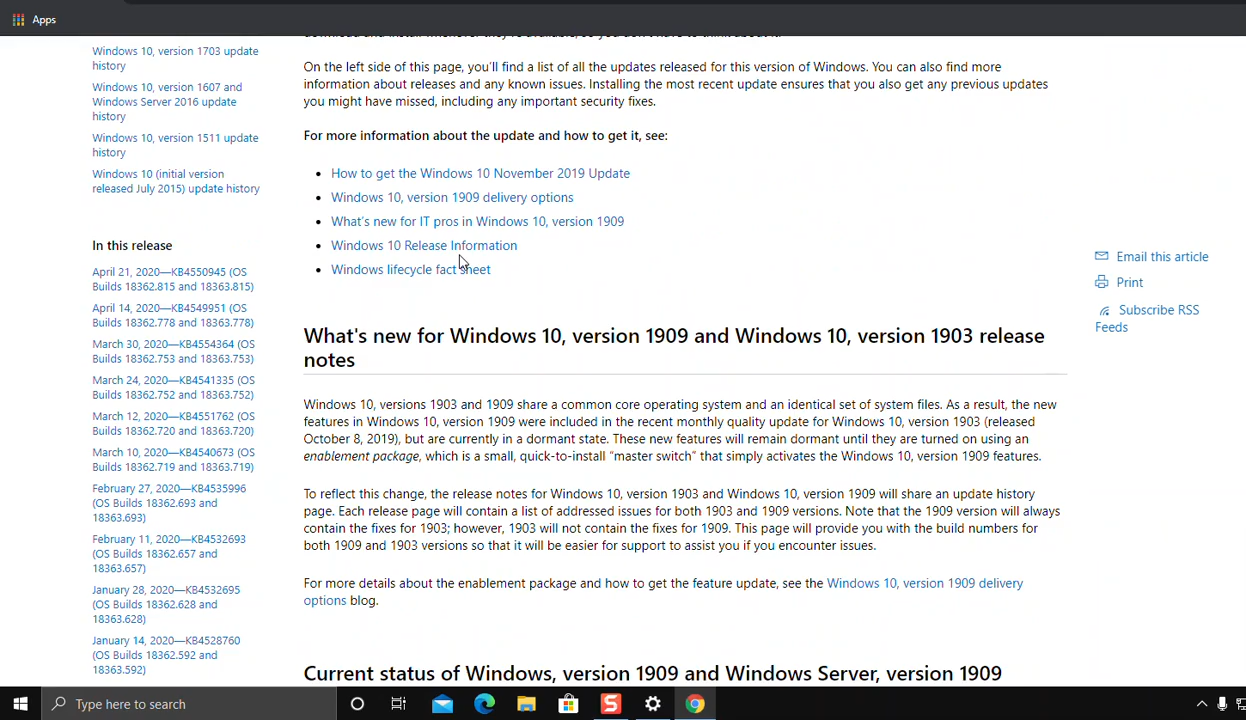 Apps
Windows 10, version 1703 update
history
Windows 10, version 1607 and
Windows Server 2016 update
history
Windows 10, version 1511 update
history
Windows 10 (initial version
released July 2015) update history
In this release
April 21, 2020—KB4550945 (OS
Builds 18362.815 and 18363.815)
April 14, 2020—KB4549951 (OS
Builds 18362.778 and 18363.778)
March 30, 2020—KB4554364 (OS
Builds 18362.753 and 18363.753)
March 24, 2020—KB4541335 (OS
Builds 18362.752 and 18363.752)
March 12, 2020—KB4551762 (OS
Builds 18362.720 and 18363.720)
March 10, 2020—KB4540673 (OS
Builds 18362.719 and 18363.719)
February 27, 2020—KB4535996
(OS Builds 18362.693 and
18363.693)
February 11, 2020—KB4532693
(OS Builds 18362.657 and
18363.657)
January 28, 2020—KB4532695
(OS Builds 18362.628 and
18363.628)
January 14, 2020—KB4528760
(OS Builds 18362.592 and
18363.592)
download and install whenever they're available, so you don't have to think about it.
On the left side of this page, you'll find a list of all the updates released for this version of Windows. You can also find more
information about releases and any known issues. Installing the most recent update ensures that you also get any previous updates
you might have missed, including any important security fixes.
For more information about the update and how to get it, see:
How to get the Windows 10 November 2019 Update
Windows 10, version 1909 delivery options
What's new for IT pros in Windows 10, version 1909
Windows 10 Release Information
Windows lifecycle fact sheet
What's new for Windows 10, version 1909 and Windows 10, version 1903 release
notes
Windows 10, versions 1903 and 1909 share a common core operating system and an identical set of system files. As a result, the new
features in Windows 10, version 1909 were included in the recent monthly quality update for Windows 10, version 1903 (released
October 8, 2019), but are currently in a dormant state. These new features will remain dormant until they are turned on using an
enablement package, which is a small, quick-to-install “master switch” that simply activates the Windows 10, version 1909 features.
To reflect this change, the release notes for Windows 10, version 1903 and Windows 10, version 1909 will share an update history
page. Each release page will contain a list of addressed issues for both 1903 and 1909 versions. Note that the 1909 version will always
contain the fixes for 1903; however, 1903 will not contain the fixes for 1909. This page will provide you with the build numbers for
both 1909 and 1903 versions so that it will be easier for support to assist you if you encounter issues.
For more details about the enablement package and how to get the feature update, see the Windows 10, version 1909 delivery
options blog.
Current status of Windows, version 1909 and Windows Server, version 1909
Email this article
Print
Subscribe RSS
Feeds
Type here to search
S